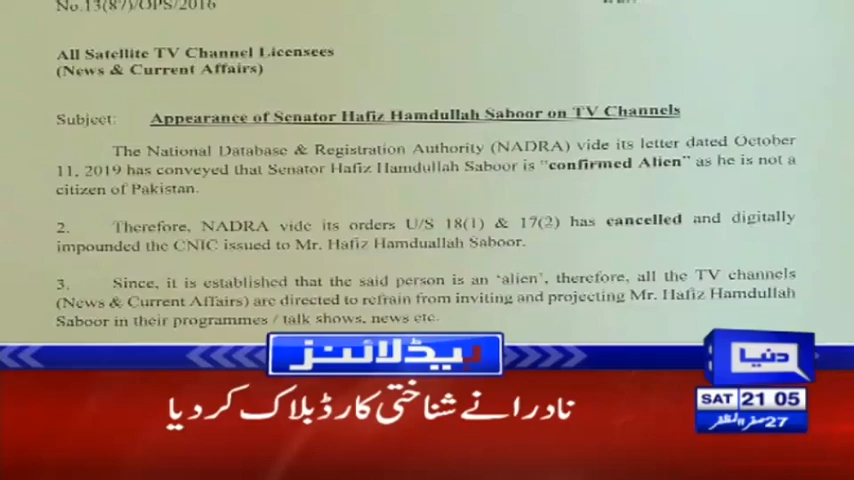 No.13(87)/OPS/2016
All Satellite TV Channel Licensees
(News & Current Affairs)
Subject: Appearance of Senator Hafiz Hamdullah Saboor on TV Channels
The National Database & Registration Authority (NADRA) vide its letter dated October
11, 2019 has conveyed that Senator Hafiz Hamdullah Saboor is "confirmed Alien" as he is not a
citizen of Pakistan.
2. Therefore, NADRA vide its orders U/S 18(1) & 17(2) has cancelled and digitally
impounded the CNIC issued to Mr. Hafiz Hamduallah Saboor.
3. Since, it is established that the said person is an 'alien', therefore, all the TV channels
(News & Current Affairs) are directed to refrain from inviting and projecting Mr. Hafiz Hamdullah
Saboor in their programmes / talk shows, news etc.
ہیڈلائنز
دنیا
نادرا نے شناختی کارڈ بلاک کر دیا
SAT 21 05
27 صفر المظفر